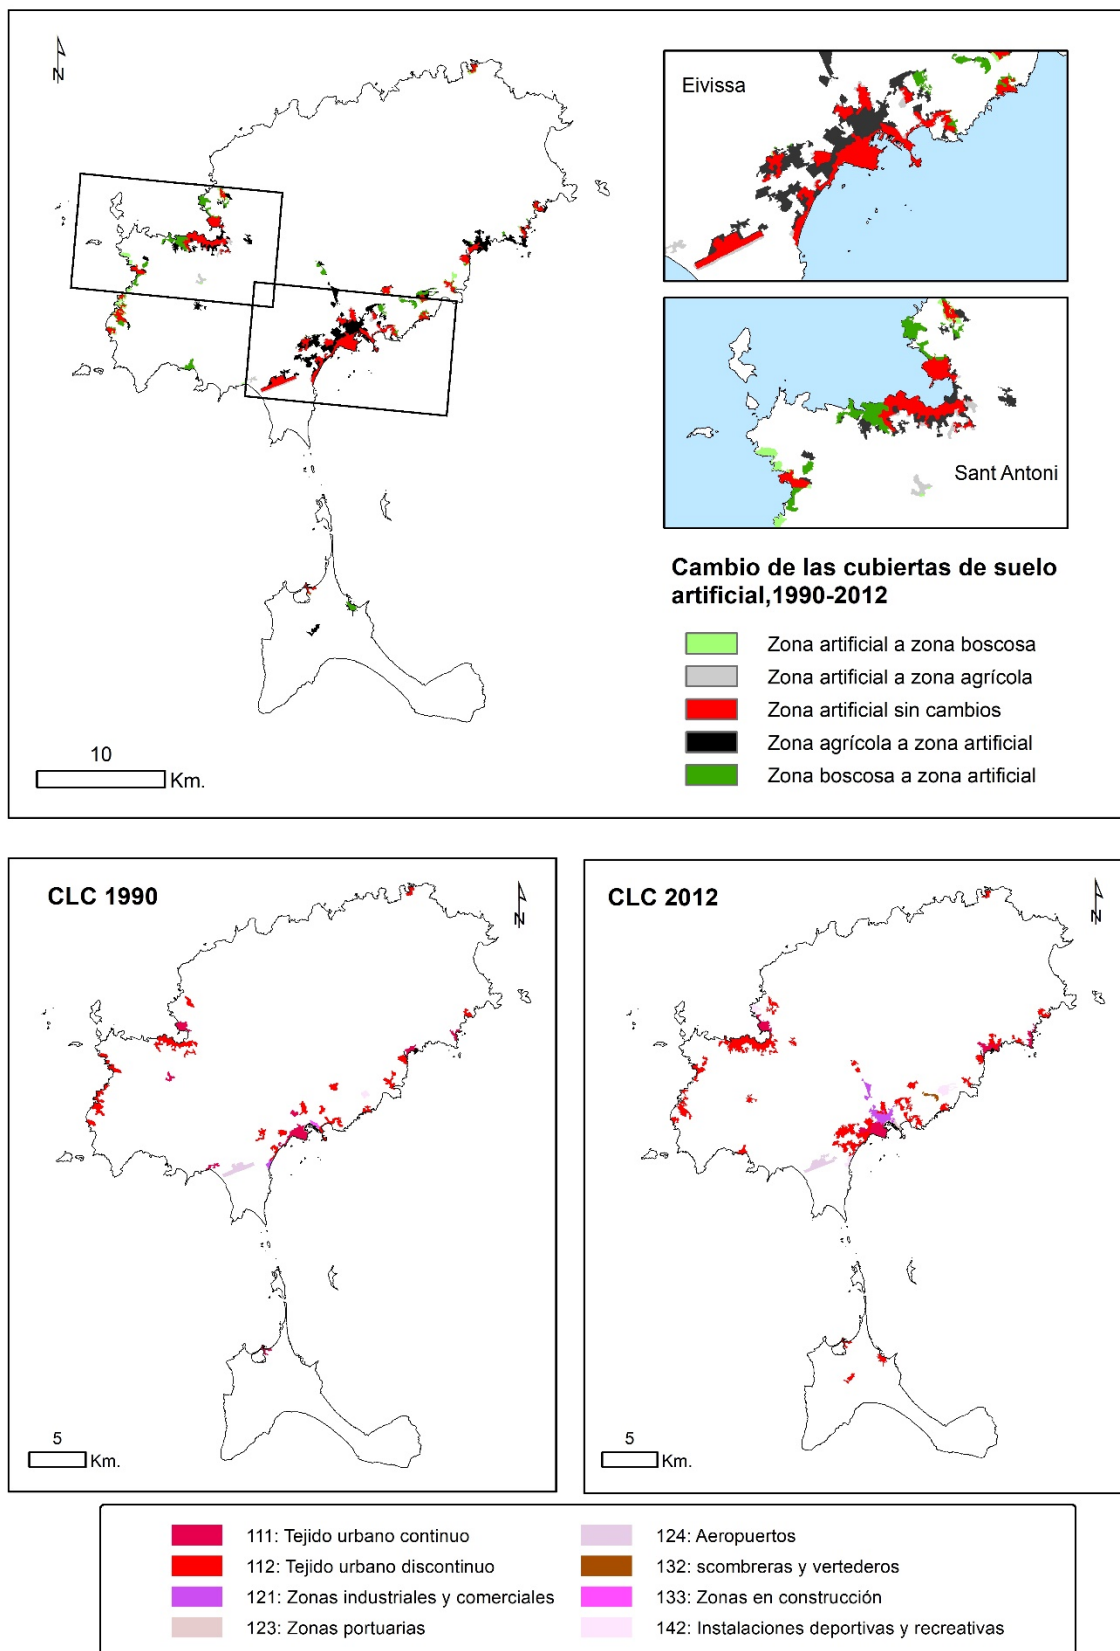 N
Eivissa
Sant Antoni
Cambio de las cubiertas de suelo
artificial,1990-2012
Zona artificial a zona boscosa
Zona artificial a zona agrícola
Zona artificial sin cambios
Zona agrícola a zona artificial
Zona boscosa a zona artificial
10
Km.
CLC 1990
N
5
Km.
CLC 2012
N
5
Km.
111: Tejido urbano continuo
112: Tejido urbano discontinuo
121: Zonas industriales y comerciales
123: Zonas portuarias
124: Aeropuertos
132: scombreras y vertederos
133: Zonas en construcción
142: Instalaciones deportivas y recreativas